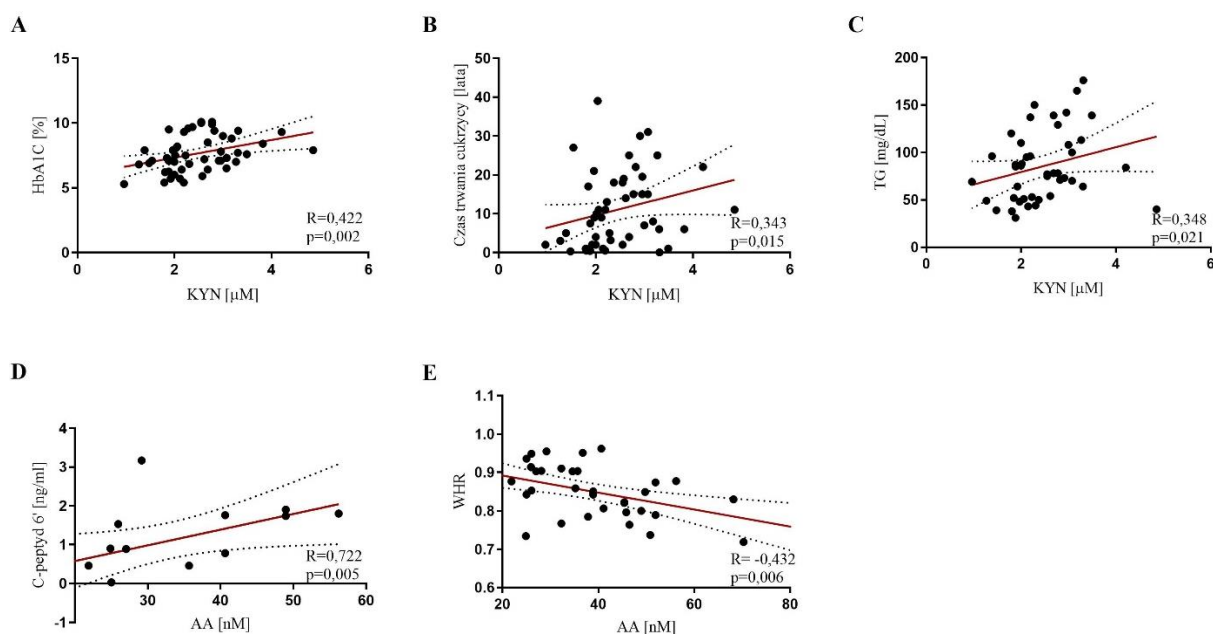 A
HbA1C [%]
15
10
5
0
0 2 4 6
KYN [µM]
R=0,422
p=0,002
B
Czas trwania cukrzycy [lata]
50
40
30
20
10
0
0 2 4 6
KYN [µM]
R=0,343
p=0,015
C
TG [mg/dL]
200
150
100
50
0
0 2 4 6
KYN [µM]
R=0,348
p=0,021
D
C-peptyd 6' [ng/ml]
4
3
2
1
0
-1
30 40 50 60
AA [nM]
R=0,722
p=0,005
E
WHR
1.1
1.0
0.9
0.8
0.7
0.6
20 40 60 80
AA [nM]
R= -0,432
p=0,006